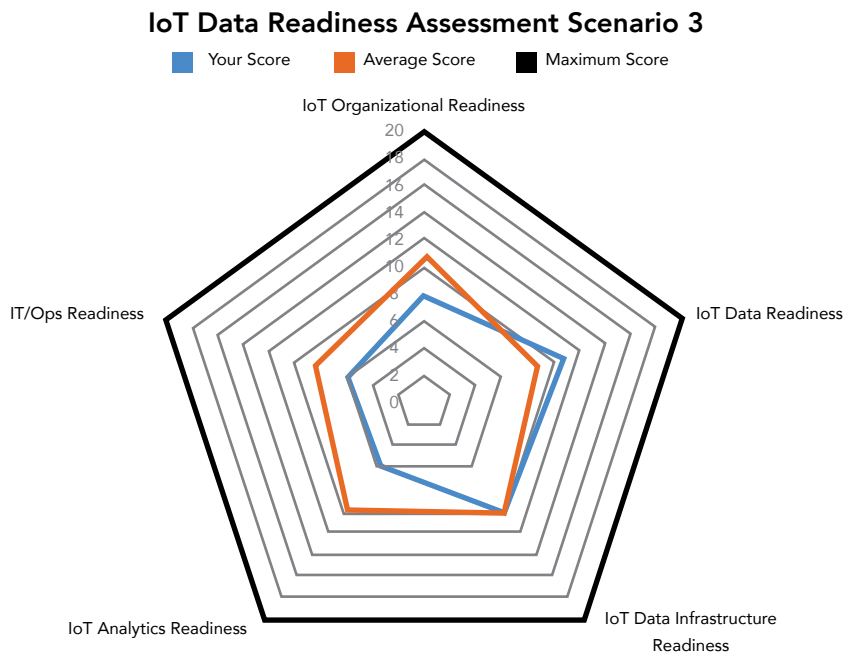 IoT Data Readiness Assessment Scenario 3
Your Score Average Score Maximum Score
IoT Organizational Readiness
20
18
16
14
12
10
8
6
4
2
0
IT/Ops Readiness
IoT Data Readiness
IoT Analytics Readiness
IoT Data Infrastructure
Readiness